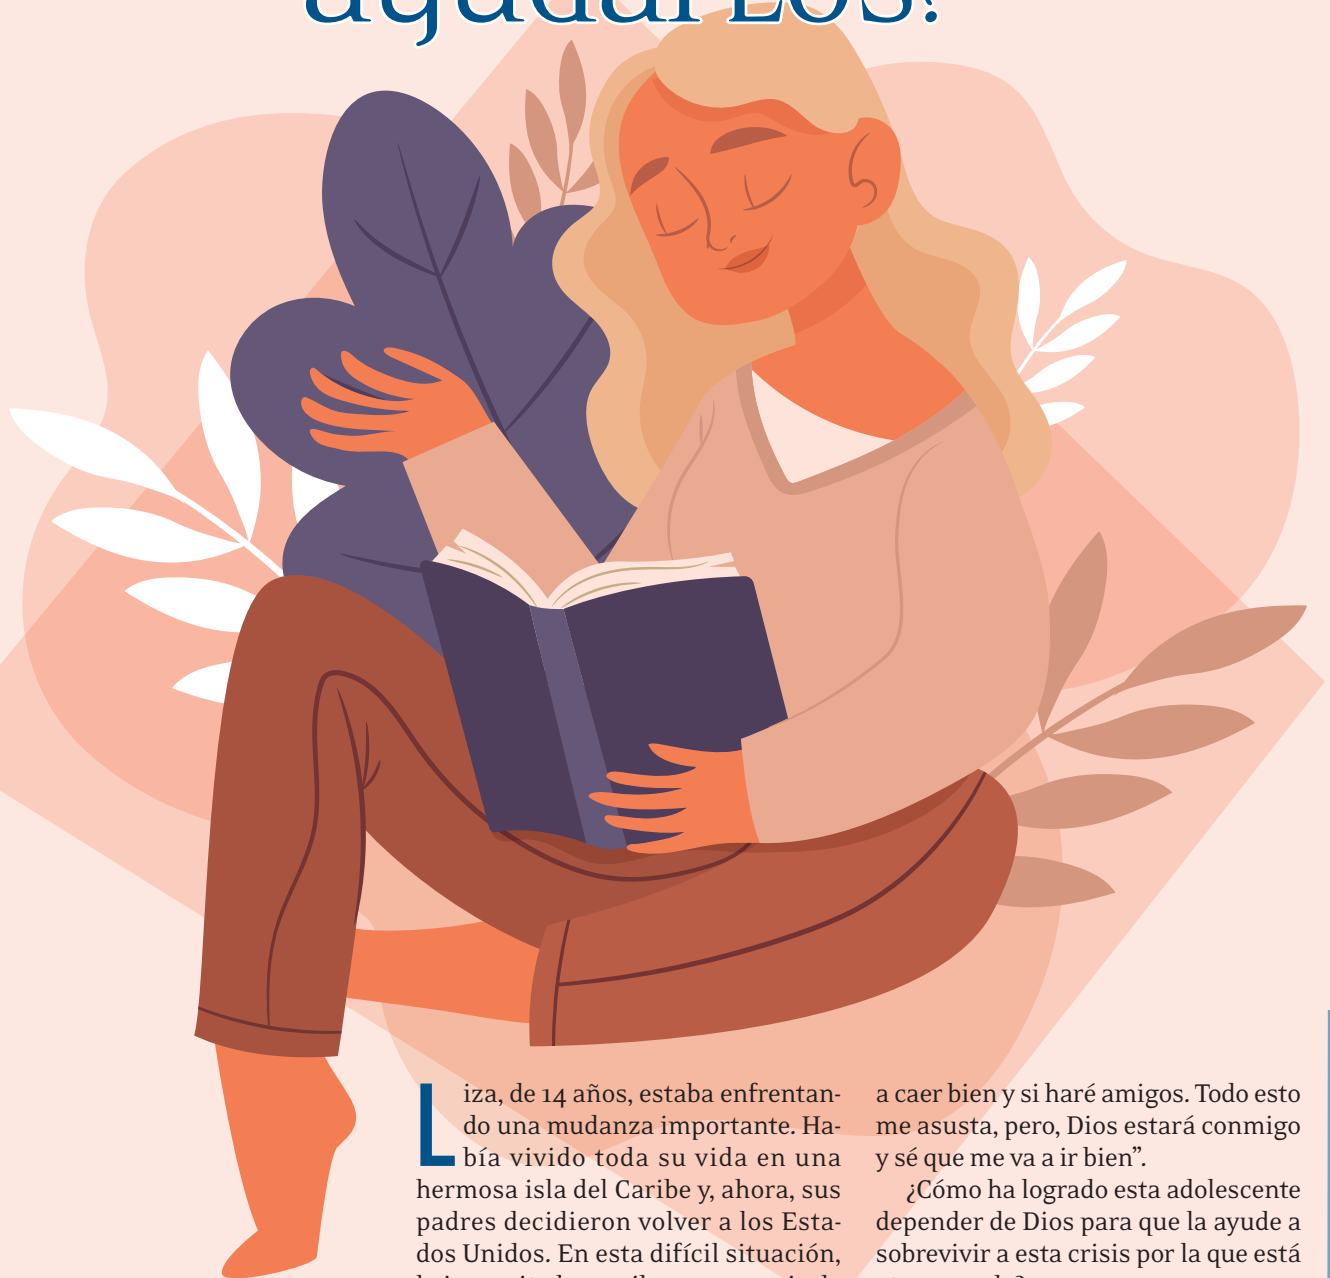 ayudarLOS?
Liza, de 14 años, estaba enfrentan-
do una mudanza importante. Ha-
bía vivido toda su vida en una
hermosa isla del Caribe y, ahora, sus
padres decidieron volver a los Esta-
dos Unidos. En esta difícil situación,
a caer bien y si haré amigos. Todo esto
me asusta, pero, Dios estará conmigo
y sé que me va a ir bien”.
¿Cómo ha logrado esta adolescente
depender de Dios para que la ayude a
sobrevivir a esta crisis por la que está